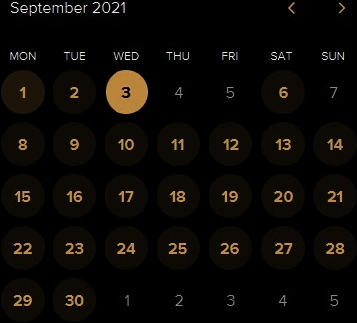 September 2021
MON TUE WED THU FRI SAT SUN
1 2 3 4 5 6 7
8 9 10 11 12 13 14
15 16 17 18 19 20 21
22 23 24 25 26 27 28
29 30 1 2 3 4 5